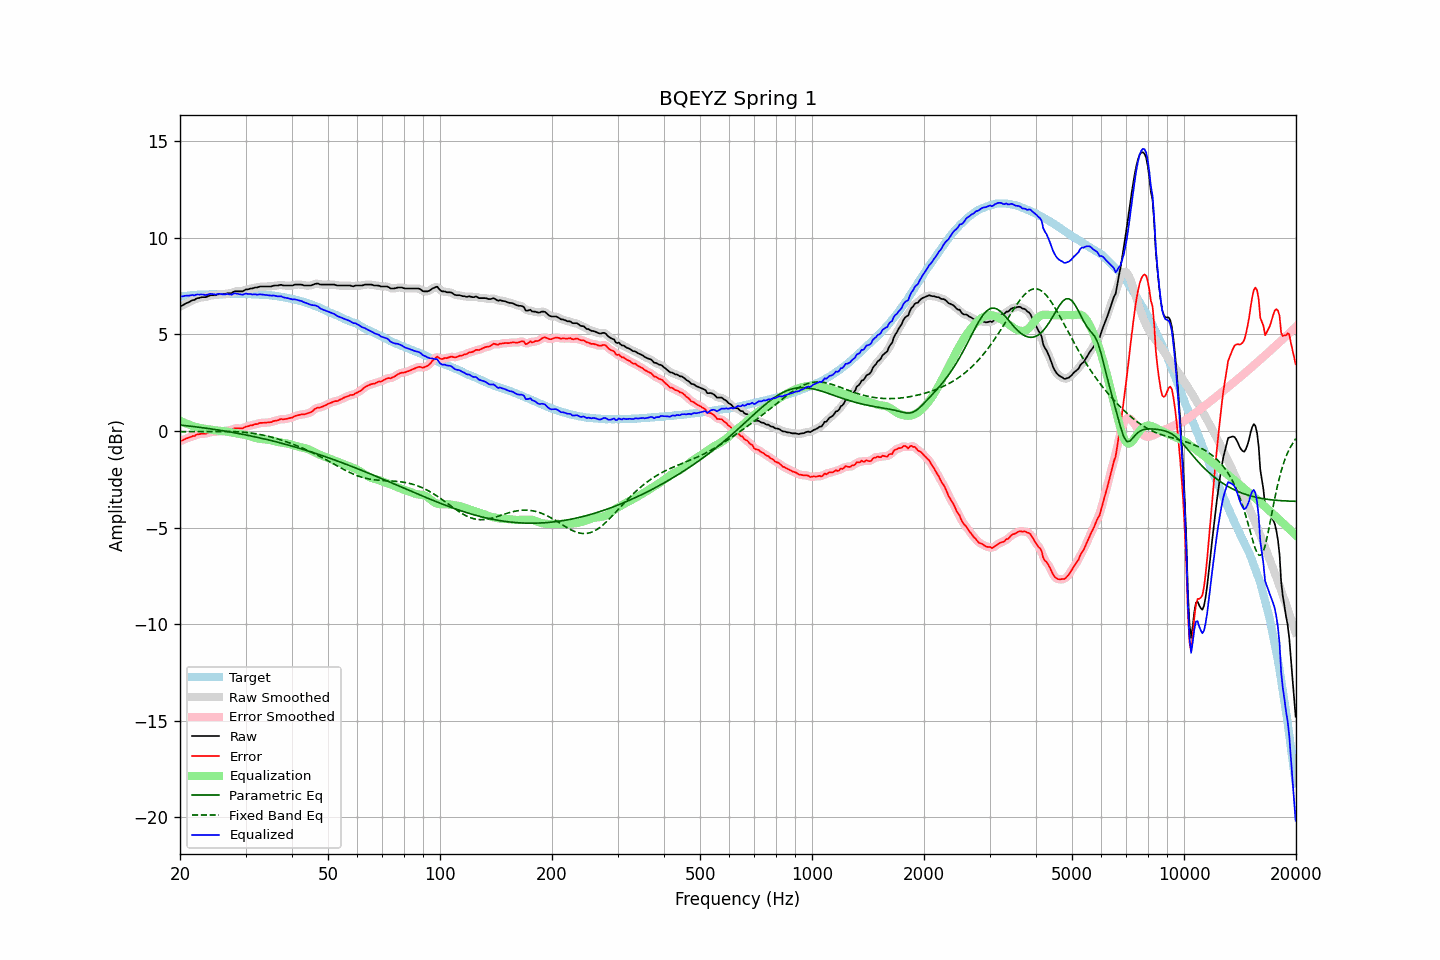 BQEYZ Spring 1
Amplitude (dBr)
15
10
5
0
−5
−10
−15
−20
Target
Raw Smoothed
Error Smoothed
Raw
Error
Equalization
Parametric Eq
Fixed Band Eq
Equalized
20 50 100 200 500 1000 2000 5000 10000 20000
Frequency (Hz)